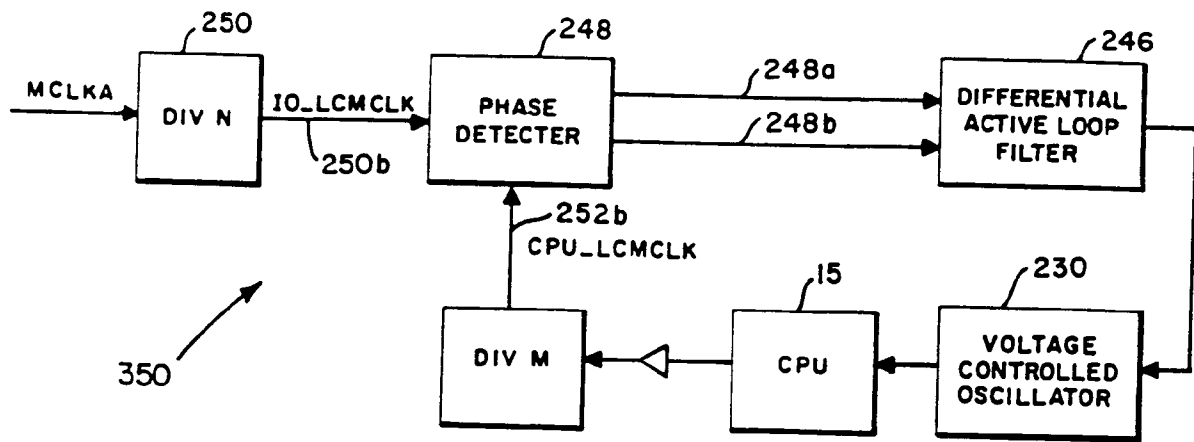 250
248
246
MCLKA
DIV N
IO_LCMCLK
250b
PHASE
DETECTER
248a
248b
DIFFERENTIAL
ACTIVE LOOP
FILTER
252b
CPU_LCMCLK
15
230
350
DIV M
CPU
VOLTAGE
CONTROLLED
OSCILLATOR